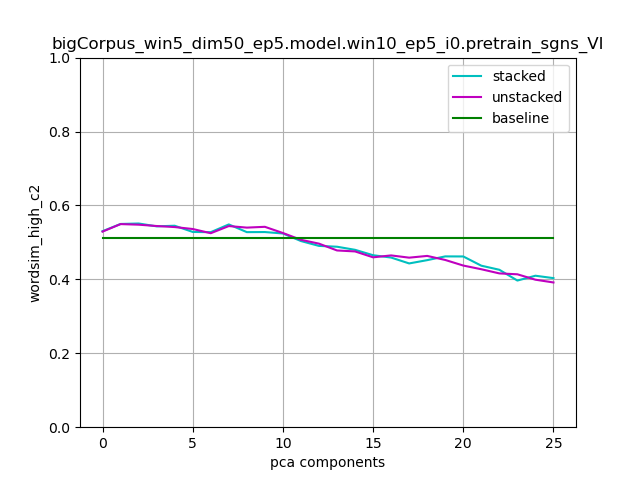 bigCorpus_win5_dim50_ep5.model.win10_ep5_i0.pretrain_sgns_VI
stacked
unstacked
baseline
wordsim_high_c2
1.0
0.8
0.6
0.4
0.2
0.0
0 5 10 15 20 25
pca components